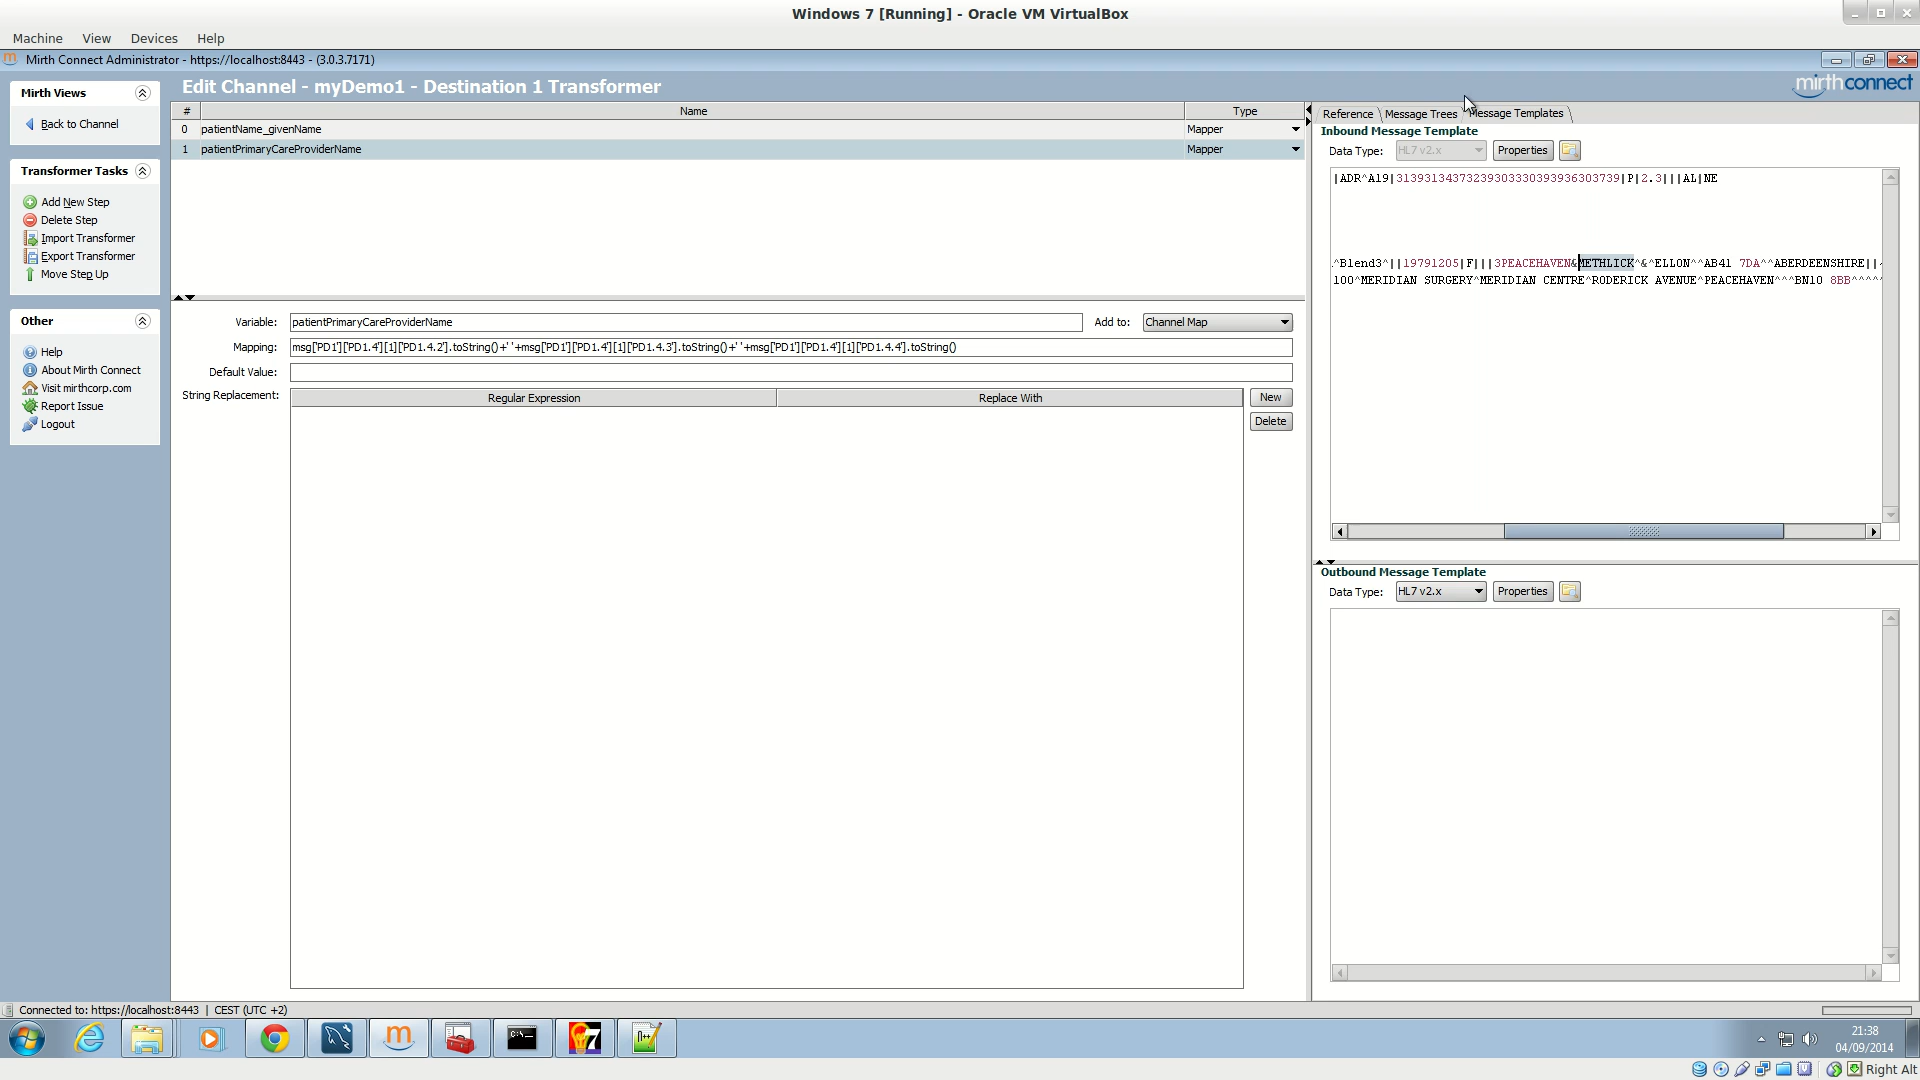 Windows 7 [Running] - Oracle VM VirtualBox
Machine View Devices Help
Mirth Connect Administrator - https://localhost:8443 - (3.0.3.7171)
Mirth Views
Back to Channel
Transformer Tasks
Add New Step
Delete Step
Import Transformer
Export Transformer
Move Step Up
Other
Help
About Mirth Connect
Visit mirthcorp.com
Report Issue
Logout
Edit Channel - myDemo1 - Destination 1 Transformer
mirthconnect
# Name Type
0 patientName_givenName Mapper
1 patientPrimaryCareProviderName Mapper
Variable: patientPrimaryCareProviderName Add to: Channel Map
Mapping: msg['PD1']['PD1.4'][1]['PD1.4.2'].toString()+' '+msg['PD1']['PD1.4'][1]['PD1.4.3'].toString()+' '+msg['PD1']['PD1.4'][1]['PD1.4.4'].toString()
Default Value:
String Replacement: Regular Expression Replace With New
Delete
Reference Message Trees Message Templates
Inbound Message Template
Data Type: HL7 v2.x Properties
|ADR^A19|31393134373239303330393936303739|P|2.3|||AL|NE
^Blend3^||19791205|F|||3PEACEHAVEN&METHLICK^&^ELLON^^AB41 7DA^^ABERDEENSHIRE||
100^MERIDIAN SURGERY^MERIDIAN CENTRE^RODERICK AVENUE^PEACEHAVEN^^^BN10 8BB^^^^^
Outbound Message Template
Data Type: HL7 v2.x Properties
Connected to: https://localhost:8443 | CEST (UTC +2)
21:38
04/09/2014
Right Alt